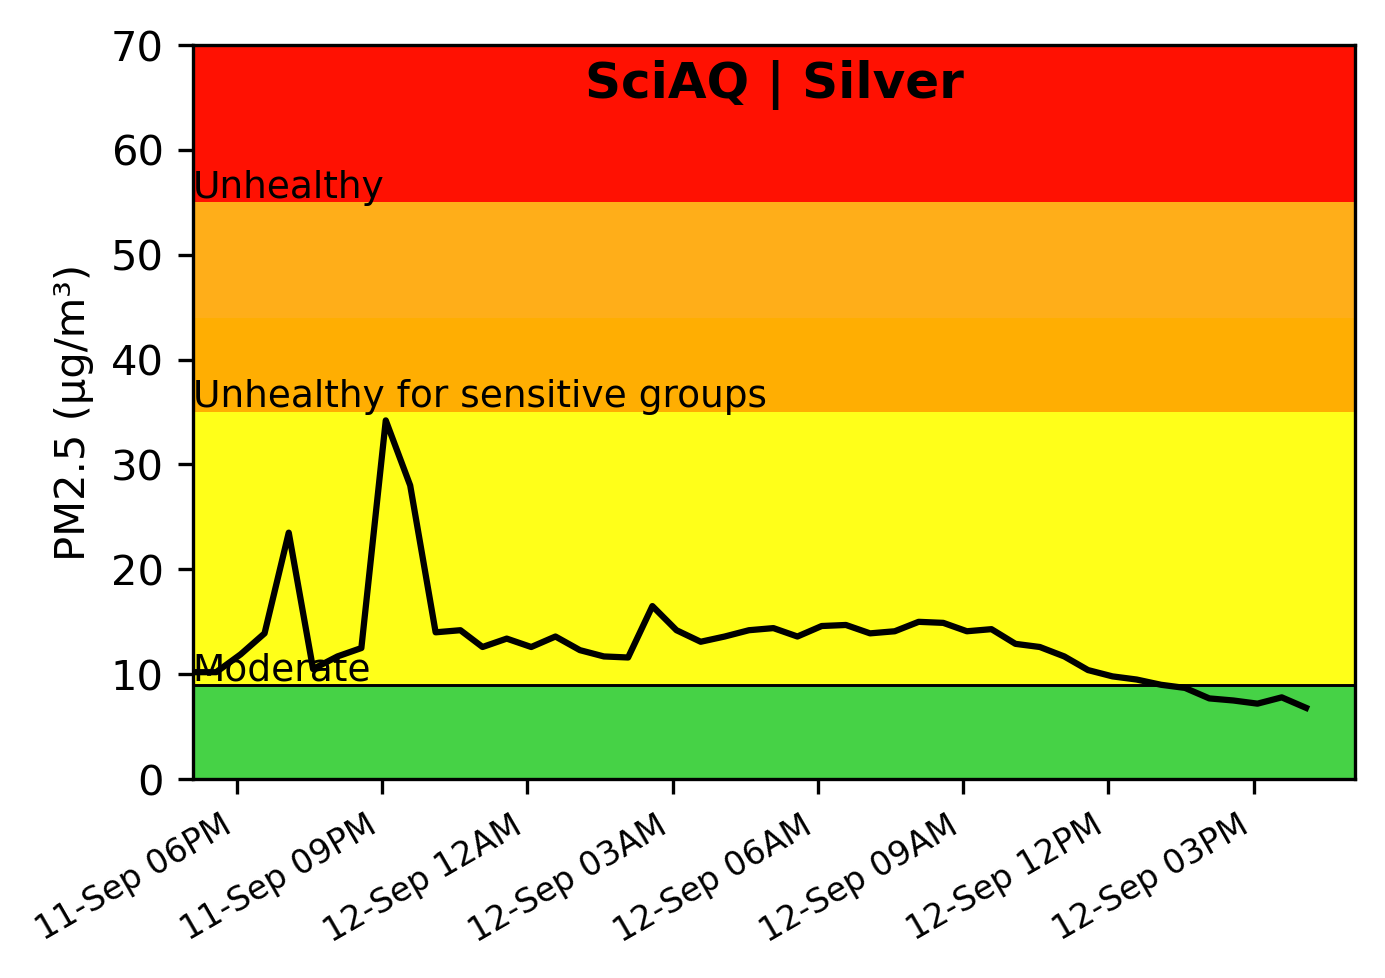 SciAQ | Silver
PM2.5 (µg/m³)
70
60
50
40
30
20
10
0
Unhealthy
Unhealthy for sensitive groups
Moderate
11-Sep 06PM
11-Sep 09PM
12-Sep 12AM
12-Sep 03AM
12-Sep 06AM
12-Sep 09AM
12-Sep 12PM
12-Sep 03PM